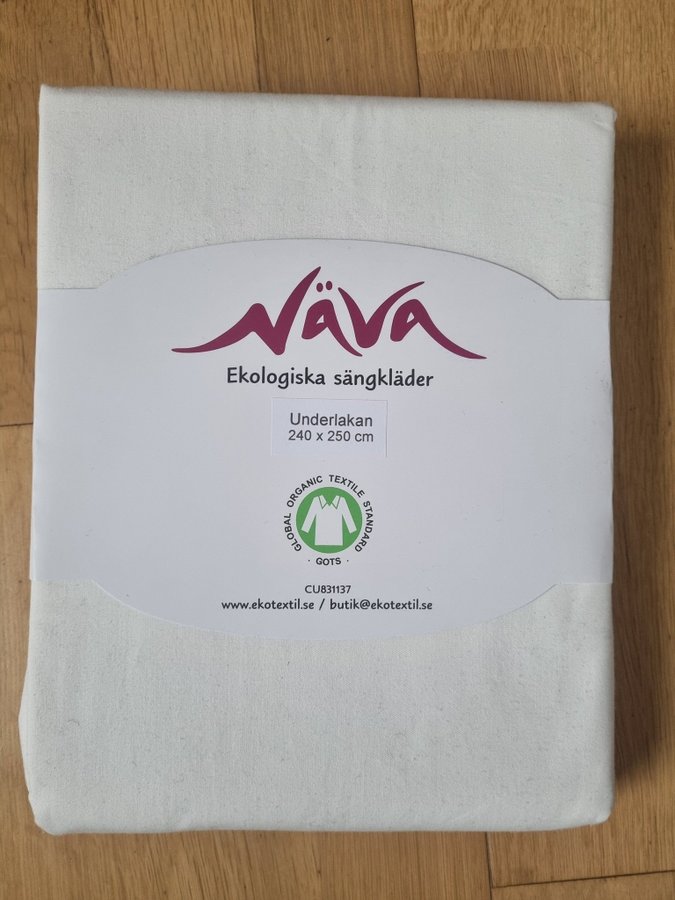 Näva
Ekologiska sängkläder
Underlakan
240 x 250 cm
GLOBAL ORGANIC TEXTILE STANDARD
· GOTS ·
CU831137
www.ekotextil.se / butik@ekotextil.se